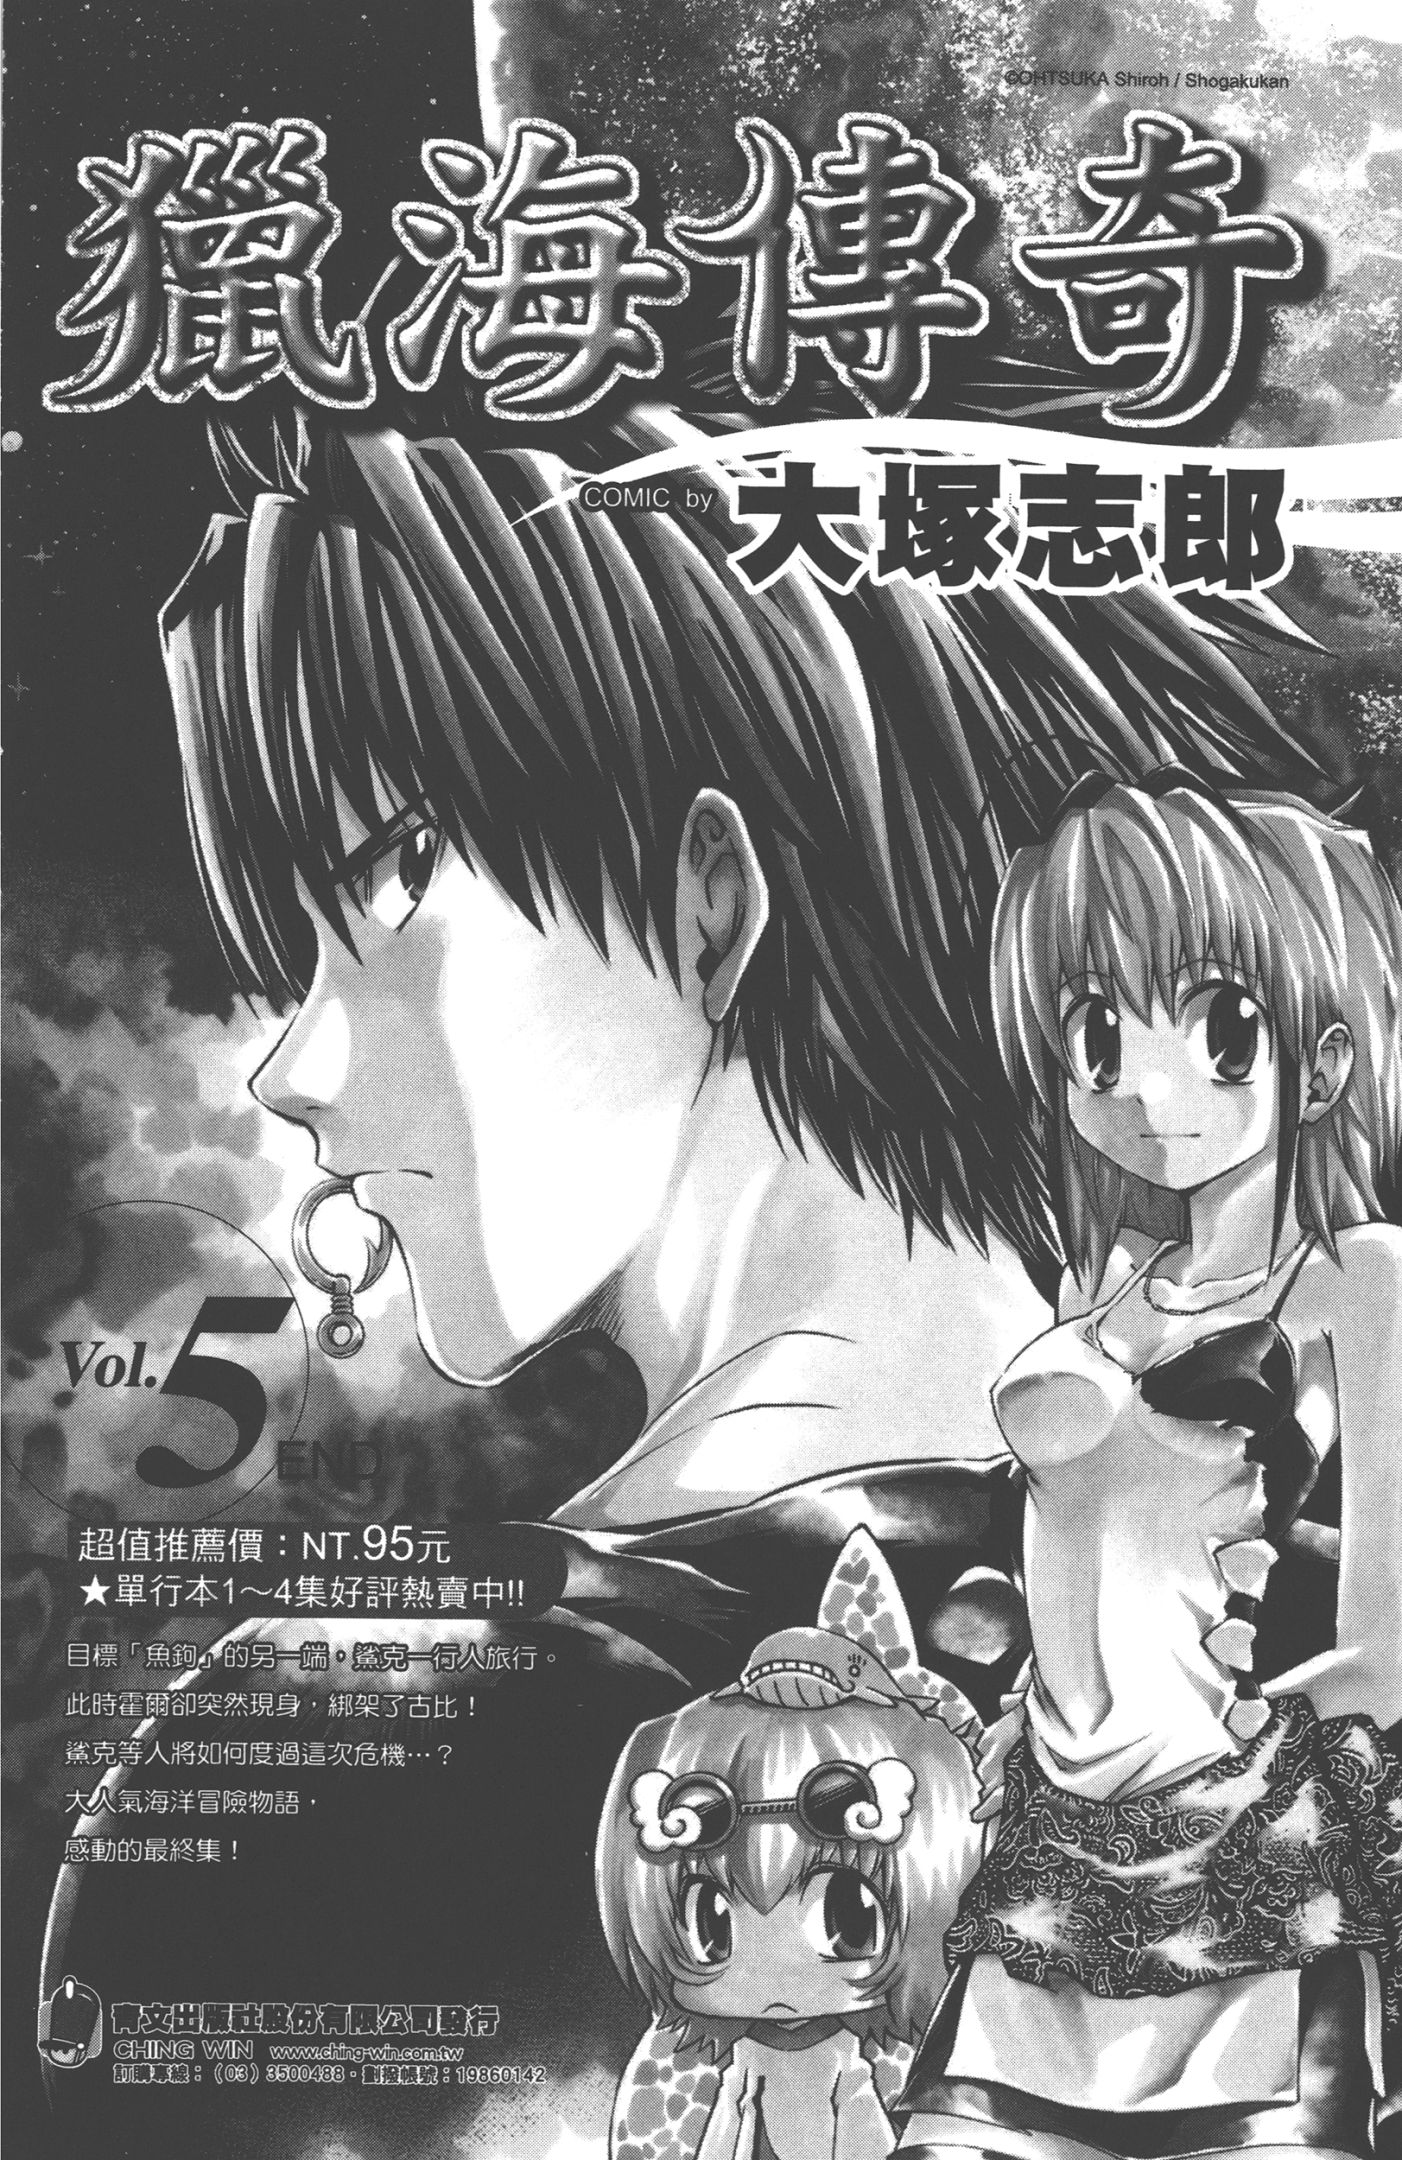 ©OHTSUKA Shiroh / Shogakukan
獵海傳奇
COMIC by 大塚志郎
Vol.5
END
超值推薦價：NT.95元
★單行本1～4集好評熱賣中!!
目標「魚鉤」的另一端，鯊克一行人旅行。
此時霍爾卻突然現身，綁架了古比！
鯊克等人將如何度過這次危機…？
大人氣海洋冒險物語，
感動的最終集！
青文出版社股份有限公司發行
CHING WIN www.ching-win.com.tw
訂購專線：（03）3500488‧劃撥帳號：19860142